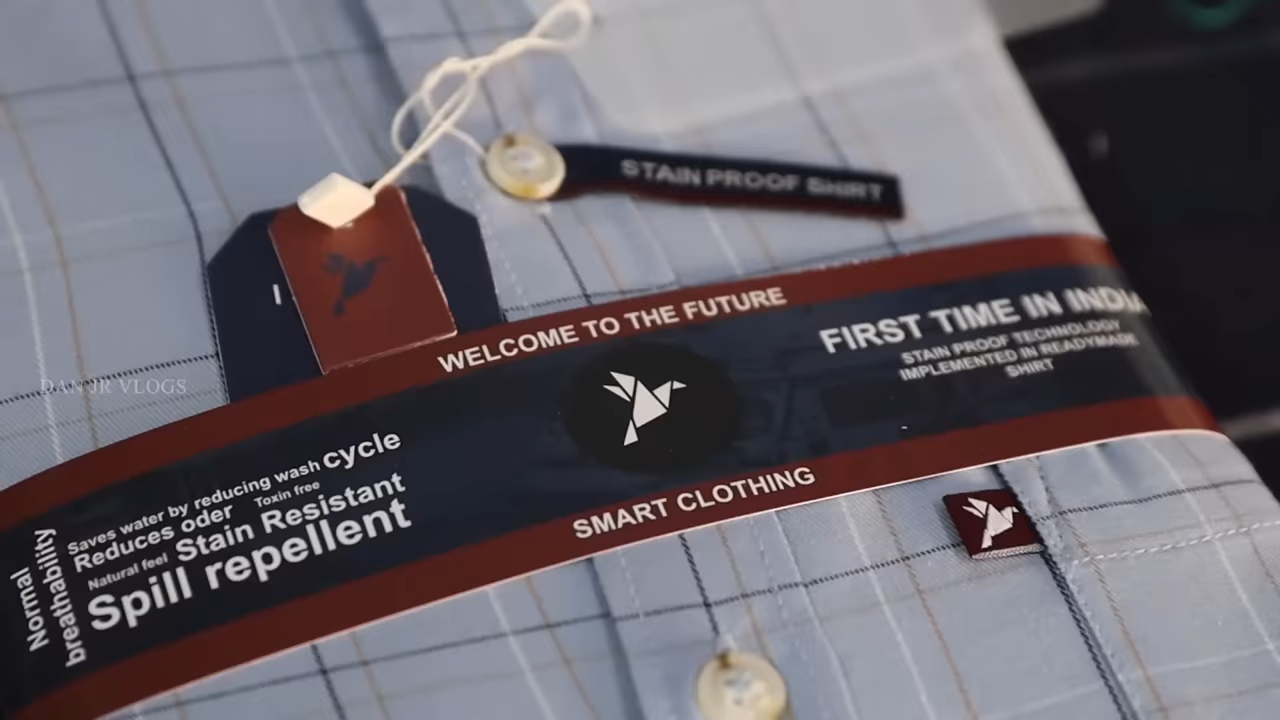 STAIN PROOF SHIRT
WELCOME TO THE FUTURE
FIRST TIME IN INDIA
STAIN PROOF TECHNOLOGY
IMPLEMENTED IN READYMADE
SHIRT
DAN JR VLOGS
Saves water by reducing wash cycle
Reduces oder Toxin free
Natural feel Stain Resistant
Spill repellent
Normal
breathability
SMART CLOTHING